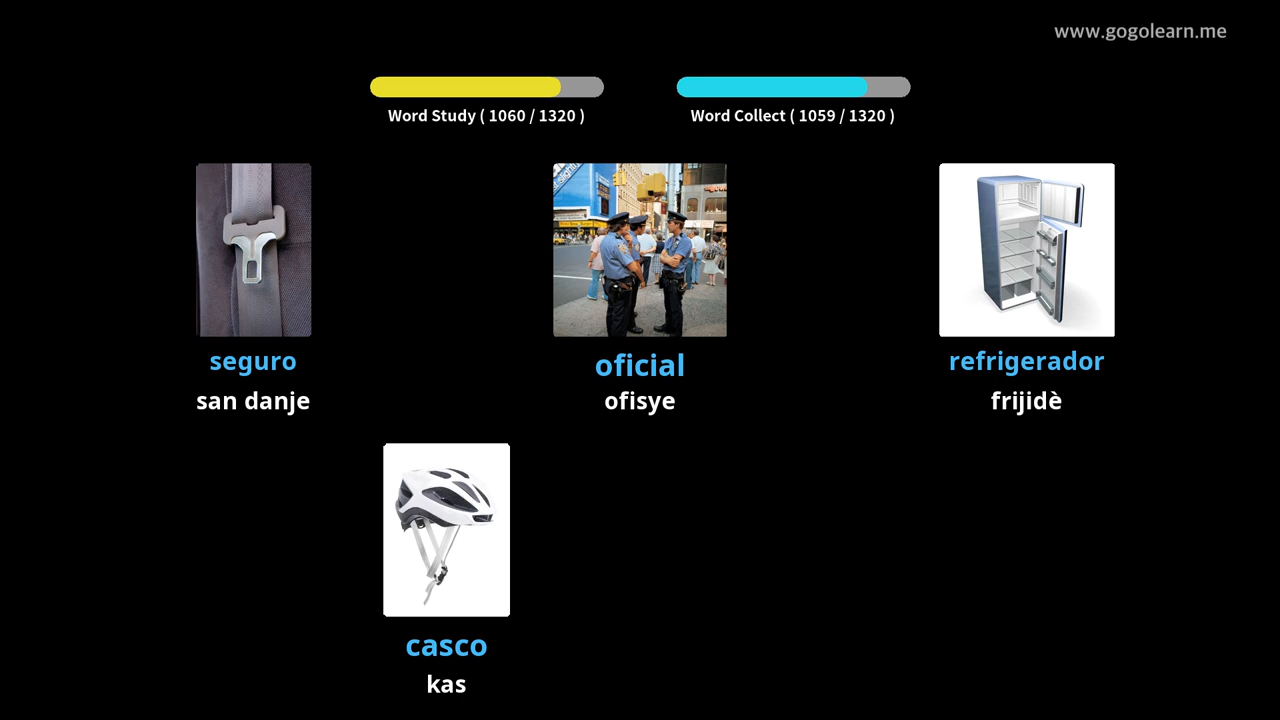 www.gogolearn.me
Word Study ( 1060 / 1320 )
Word Collect ( 1059 / 1320 )
seguro
san danje
oficial
ofisye
refrigerador
frijidè
casco
kas